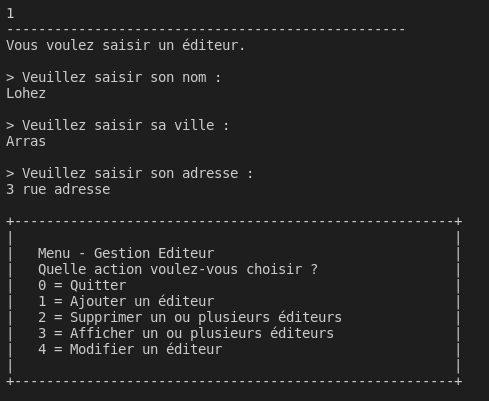 1
--------------------------------------------------
Vous voulez saisir un éditeur.

> Veuillez saisir son nom :
Lohez

> Veuillez saisir sa ville :
Arras

> Veuillez saisir son adresse :
3 rue adresse

+-------------------------------------------------------+
|                                                       |
|   Menu - Gestion Editeur                              |
|   Quelle action voulez-vous choisir ?                 |
|   0 = Quitter                                         |
|   1 = Ajouter un éditeur                              |
|   2 = Supprimer un ou plusieurs éditeurs              |
|   3 = Afficher un ou plusieurs éditeurs               |
|   4 = Modifier un éditeur                             |
|                                                       |
+-------------------------------------------------------+